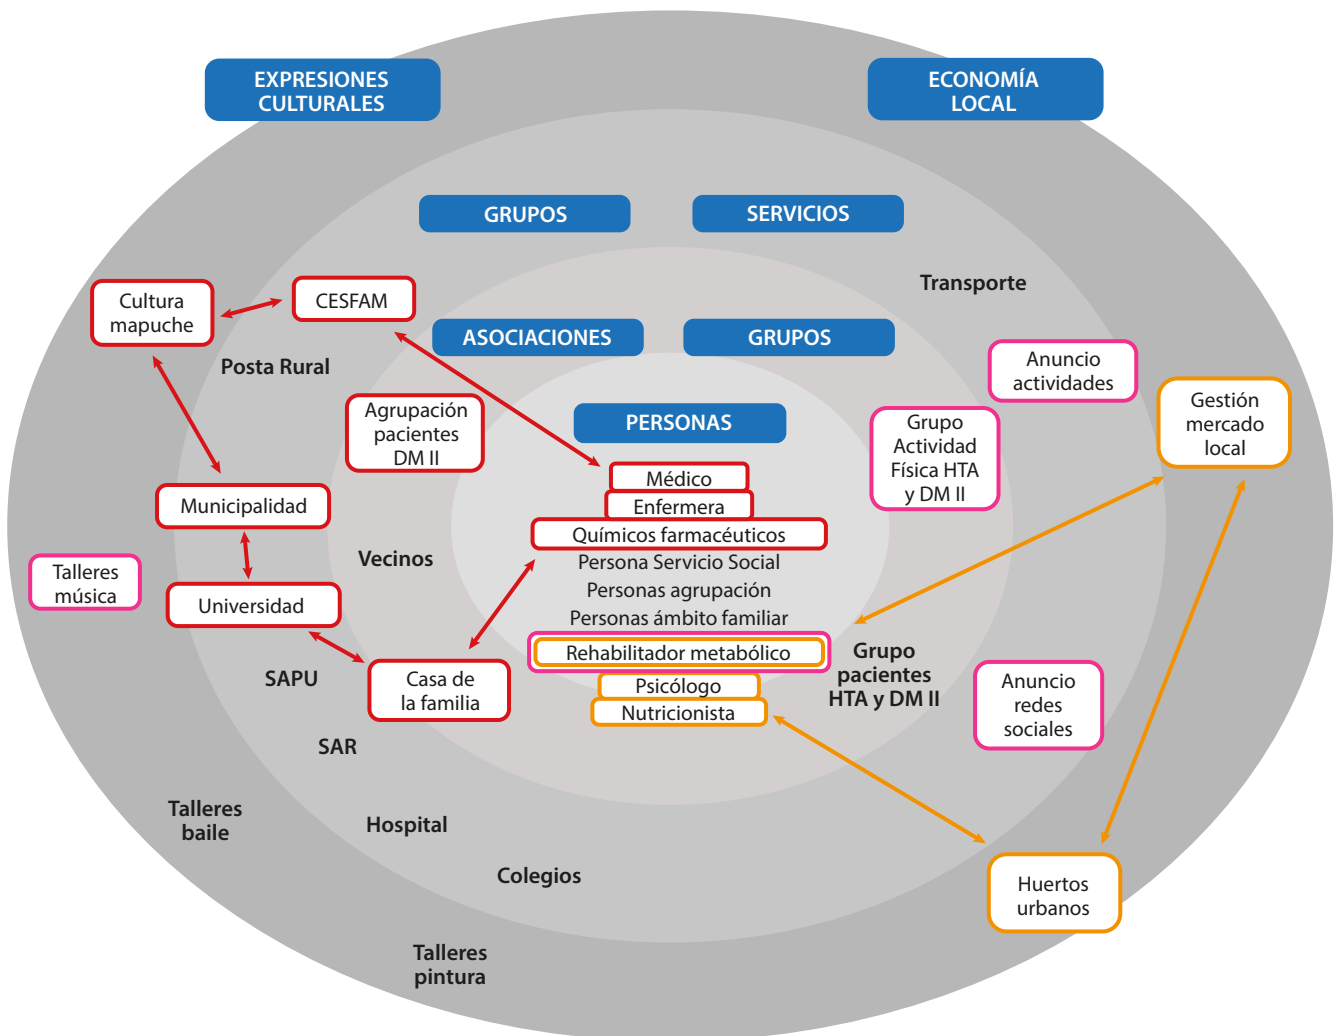 EXPRESIONES
CULTURALES
ECONOMÍA
LOCAL
GRUPOS
SERVICIOS
Transporte
Cultura
mapuche
CESFAM
ASOCIACIONES
GRUPOS
Posta Rural
Anuncio
actividades
Agrupación
pacientes
DM II
PERSONAS
Grupo
Actividad
Física HTA
y DM II
Gestión
mercado
local
Médico
Enfermera
Químicos farmacéuticos
Persona Servicio Social
Personas agrupación
Personas ámbito familiar
Rehabilitador metabólico
Psicólogo
Nutricionista
Municipalidad
Vecinos
Talleres
música
Universidad
SAPU
Casa de
la familia
Grupo
pacientes
HTA y DM II
Anuncio
redes
sociales
SAR
Talleres
baile
Hospital
Colegios
Huertos
urbanos
Talleres
pintura